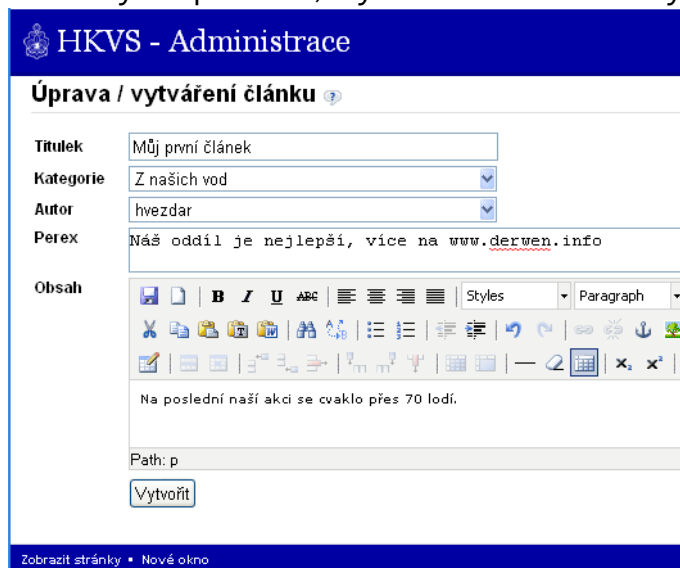 HKVS - Administrace
Úprava / vytváření článku
Titulek Můj první článek
Kategorie Z našich vod
Autor hvezdar
Perex Náš oddíl je nejlepší, více na www.derwen.info
Obsah B I U ABC Styles Paragraph
Na poslední naší akci se cvaklo přes 70 lodí.
Path: p
Vytvořit
Zobrazit stránky • Nové okno